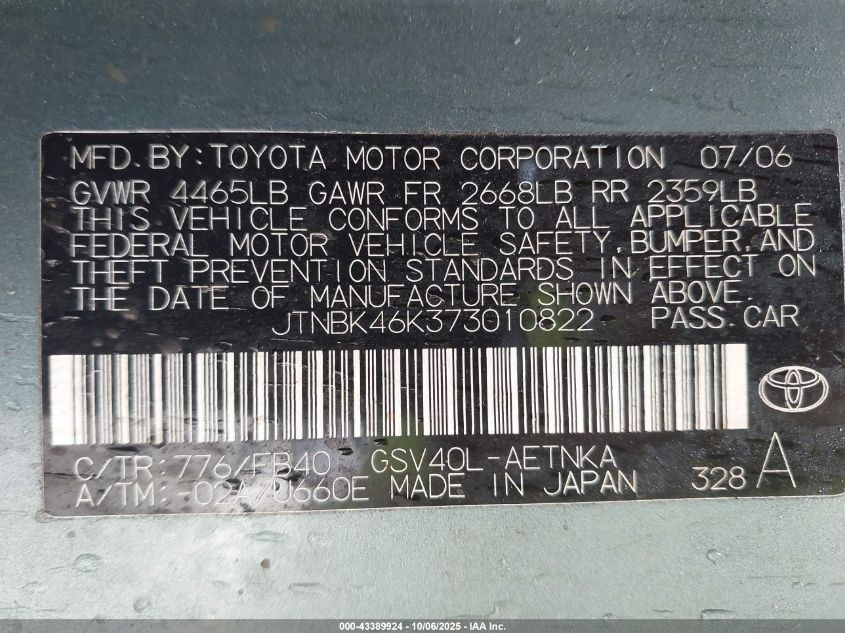 MFD. BY: TOYOTA MOTOR CORPORATION 07/06
GVWR 4465LB GAWR FR 2668LB RR 2359LB
THIS VEHICLE CONFORMS TO ALL APPLICABLE
FEDERAL MOTOR VEHICLE SAFETY, BUMPER, AND
THEFT PREVENTION STANDARDS IN EFFECT ON
THE DATE OF MANUFACTURE SHOWN ABOVE.
JTNBK46K373010822 PASS. CAR
C/TR: 776/FB40 GSV40L-AETNKA
A/TM: -02A/U660E MADE IN JAPAN 328 A
000-43389924 - 10/06/2025 - IAA Inc.